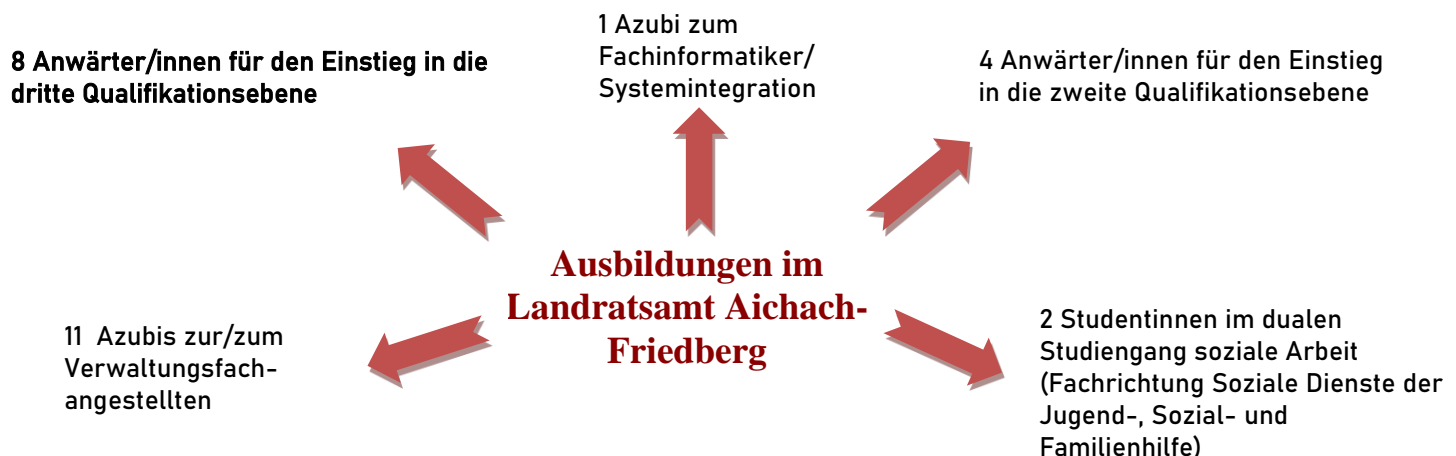 8 Anwärter/innen für den Einstieg in die
dritte Qualifikationsebene
1 Azubi zum
Fachinformatiker/
Systemintegration
4 Anwärter/innen für den Einstieg
in die zweite Qualifikationsebene
Ausbildungen im
Landratsamt Aichach-
Friedberg
11 Azubis zur/zum
Verwaltungsfach-
angestellten
2 Studentinnen im dualen
Studiengang soziale Arbeit
(Fachrichtung Soziale Dienste der
Jugend-, Sozial- und
Familienhilfe)